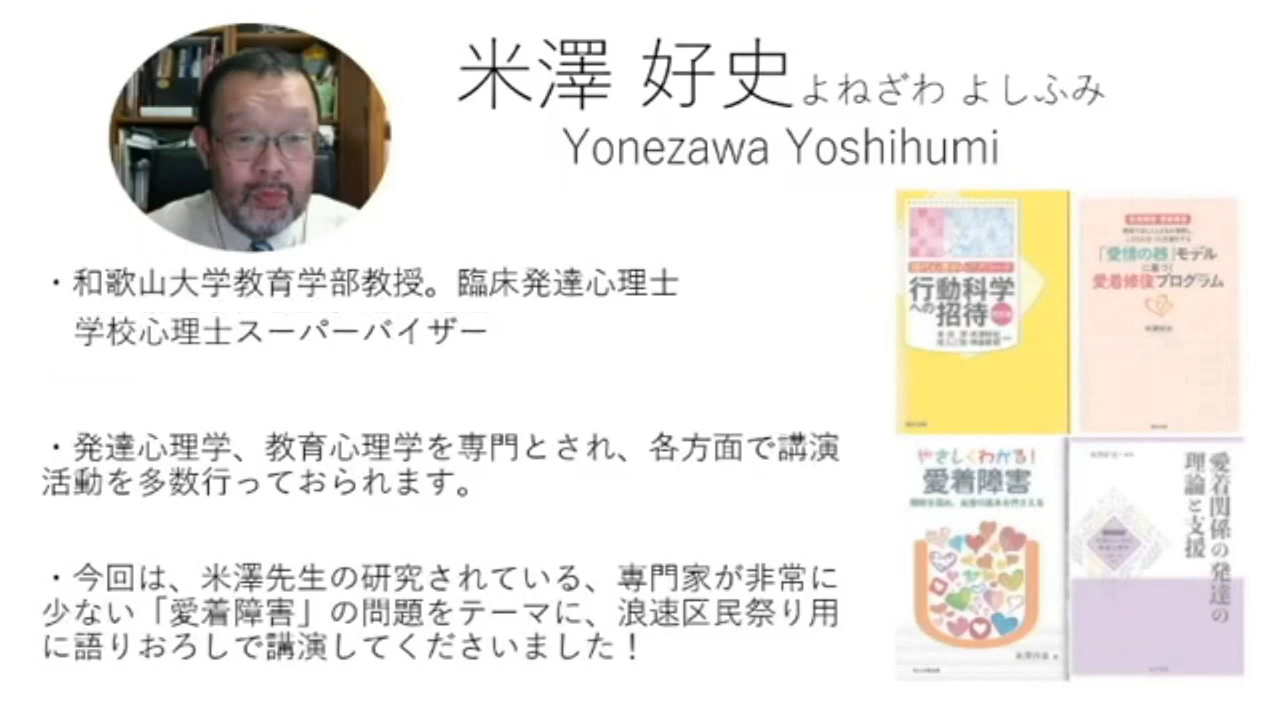 米澤 好史よねざわ よしふみ
Yonezawa Yoshihumi
・和歌山大学教育学部教授。臨床発達心理士
学校心理士スーパーバイザー
・発達心理学、教育心理学を専門とされ、各方面で講演
活動を多数行っておられます。
・今回は、米澤先生の研究されている、専門家が非常に
少ない「愛着障害」の問題をテーマに、浪速区民祭り用
に語りおろしで講演してくださいました！
行動科学
への招待
「愛情の器」モデル
に基づく
愛着修復プログラム
米澤好史
やさしくわかる！
愛着障害
米澤好史 著
愛着関係の発達の
理論と支援